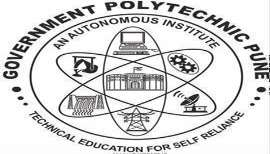 GOVERNMENT POLYTECHNIC PUNE
AN AUTONOMOUS INSTITUTE
TECHNICAL EDUCATION FOR SELF RELIANCE